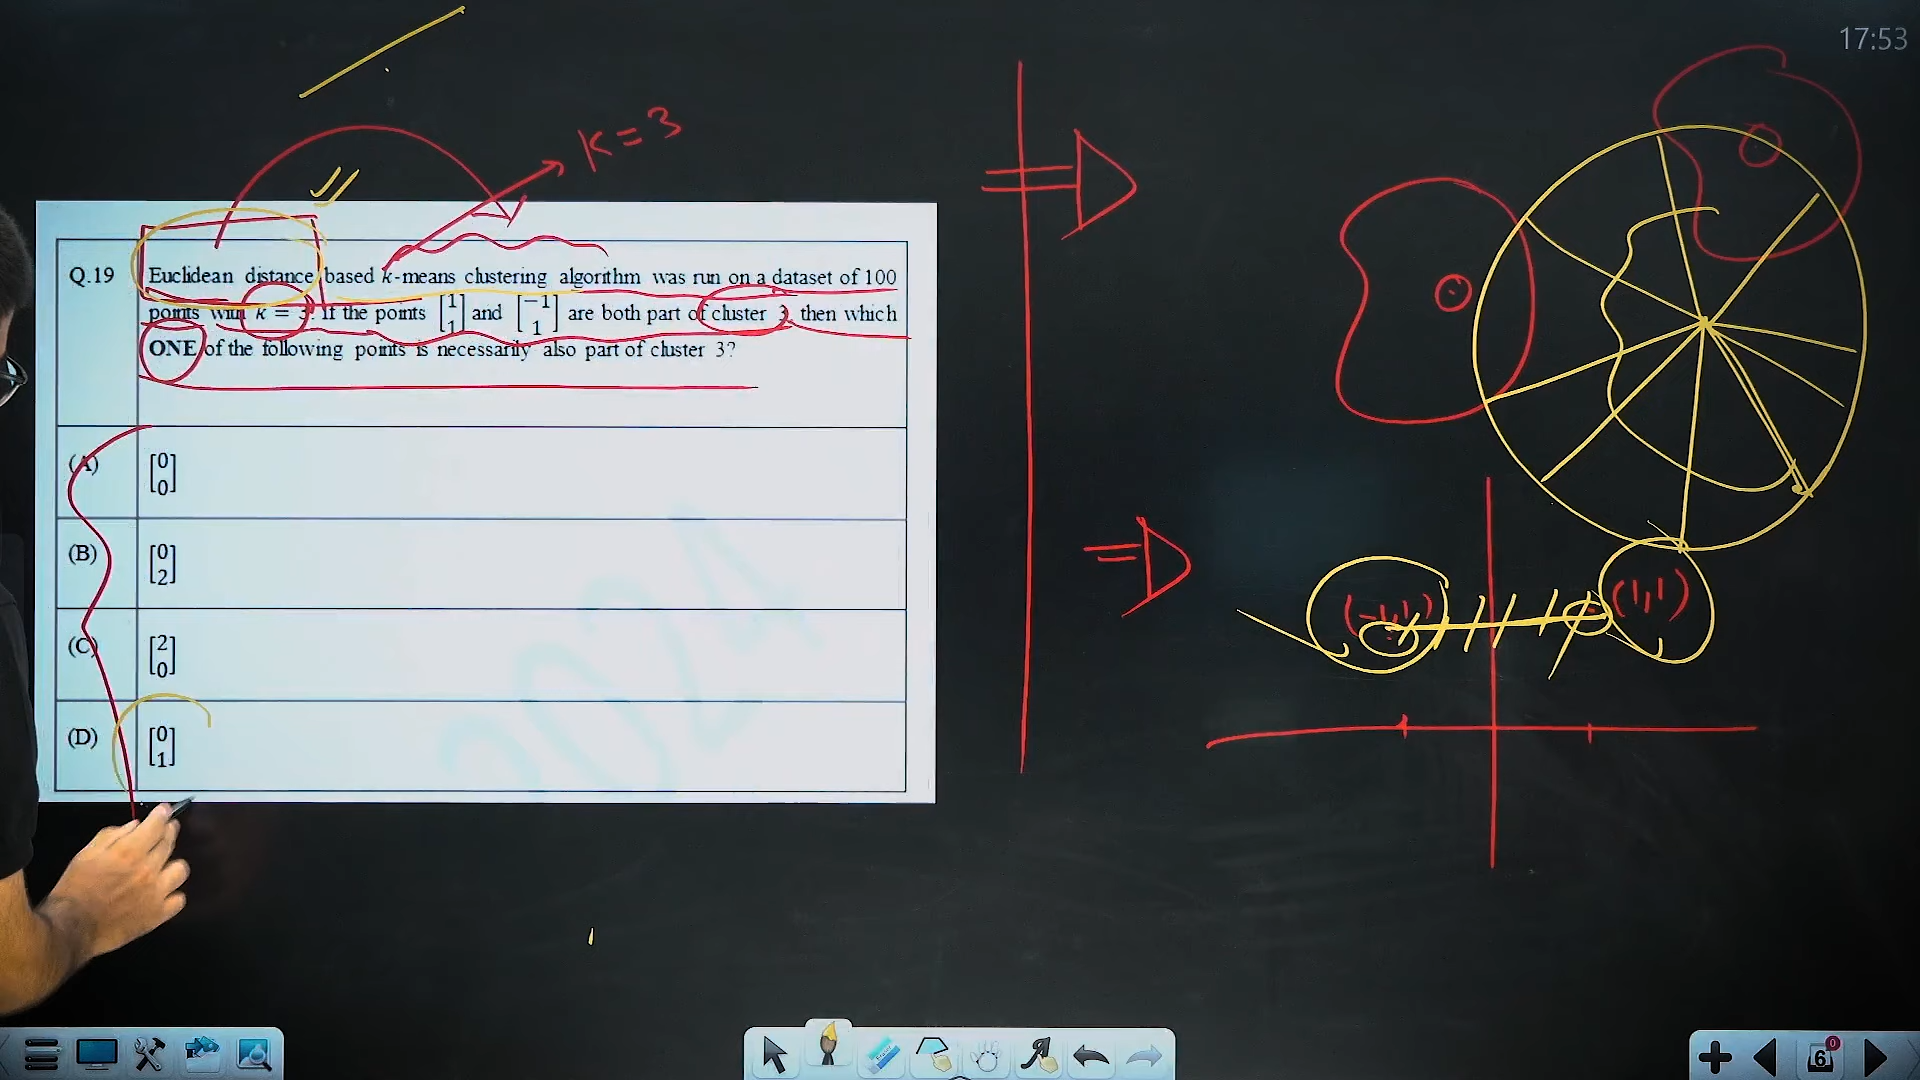 17:53
K = 3
Q.19 Euclidean distance based k-means clustering algorithm was run on a dataset of 100
points with k = 3. If the points [1 1] and [−1 1] are both part of cluster 3, then which
ONE of the following points is necessarily also part of cluster 3?
(A) [0 0]
(B) [0 2]
(C) [2 0]
(D) [0 1]
2024
(-1,1)
(1,1)
6
0